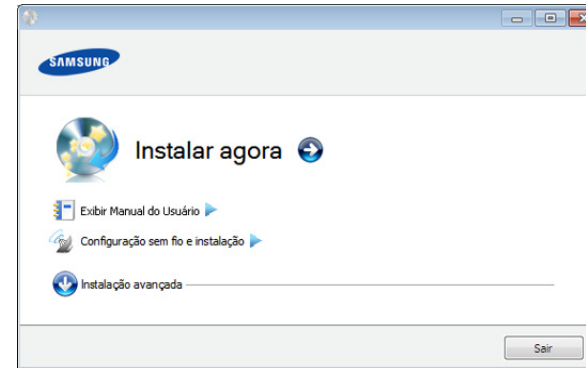 SAMSUNG
Instalar agora
Exibir Manual do Usuário
Configuração sem fio e instalação
Instalação avançada
Sair